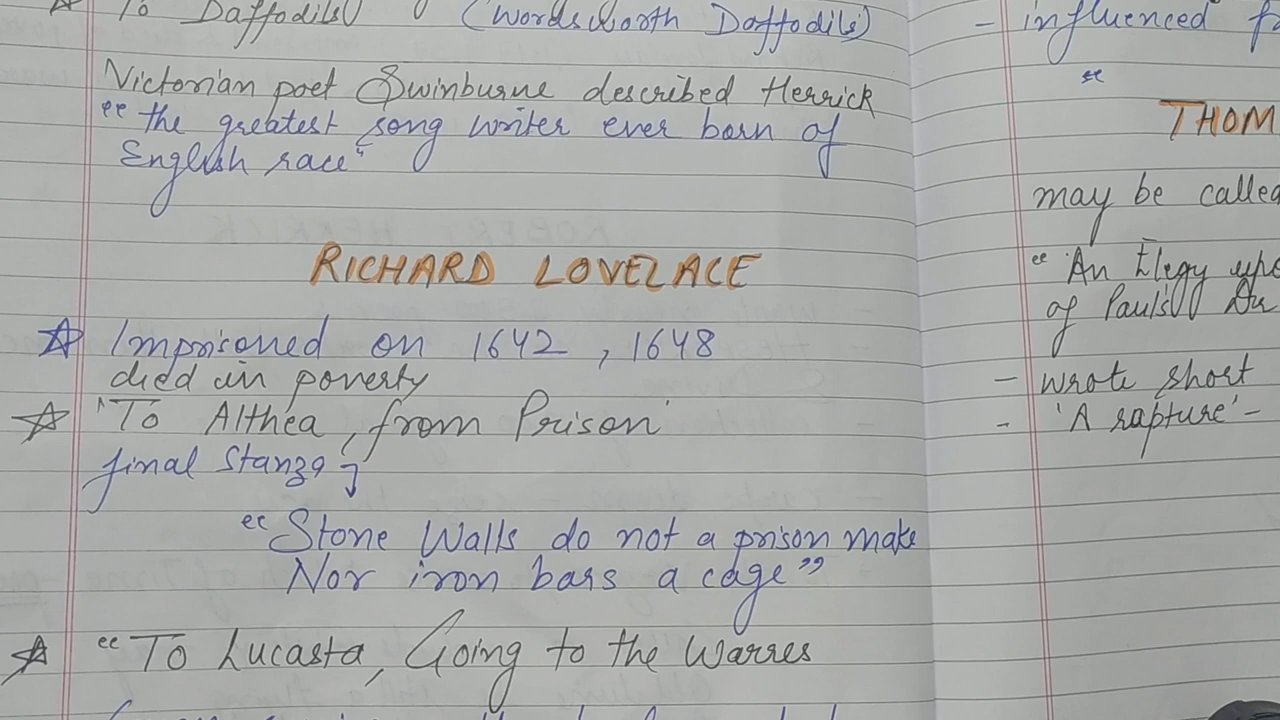 To Daffodils
(Wordsworth Daffodils)
Victorian poet Swinburne described Herrick
"the greatest song writer ever born of
English race"
RICHARD LOVELACE
Imprisoned on 1642, 1648
died in poverty
'To Althea, from Prison'
final Stanza
"Stone Walls do not a prison make
Nor iron bars a cage"
"To Lucasta, Going to the Warres
- influenced
"
THOM
may be called
"An Elegy upo
of Paul's
- wrote short
- 'A rapture' -